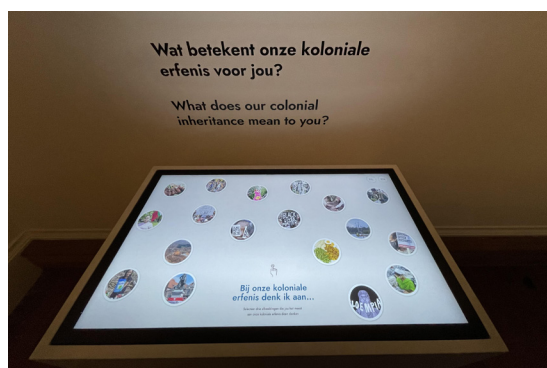 Wat betekent onze koloniale
erfenis voor jou?
What does our colonial
inheritance mean to you?
Bij onze koloniale
erfenis denk ik aan...